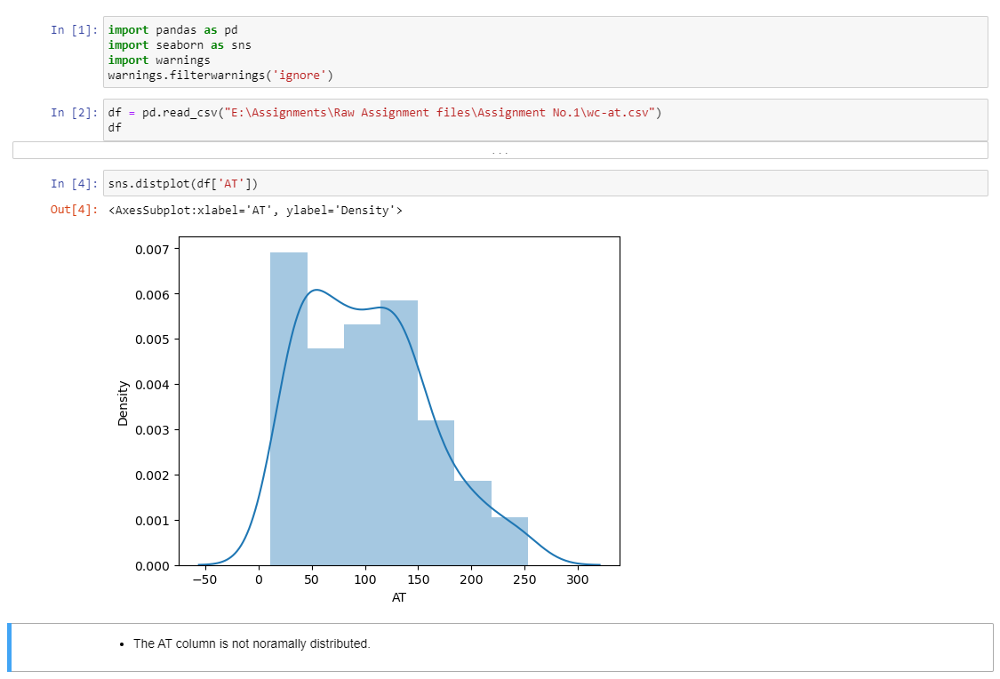 In [1]: import pandas as pd
import seaborn as sns
import warnings
warnings.filterwarnings('ignore')
In [2]: df = pd.read_csv("E:\Assignments\Raw Assignment files\Assignment No.1\wc-at.csv")
df
...
In [4]: sns.distplot(df['AT'])
Out[4]: <AxesSubplot:xlabel='AT', ylabel='Density'>
0.007
0.006
0.005
0.004
0.003
0.002
0.001
0.000
Density
−50 0 50 100 150 200 250 300
AT
• The AT column is not noramally distributed.